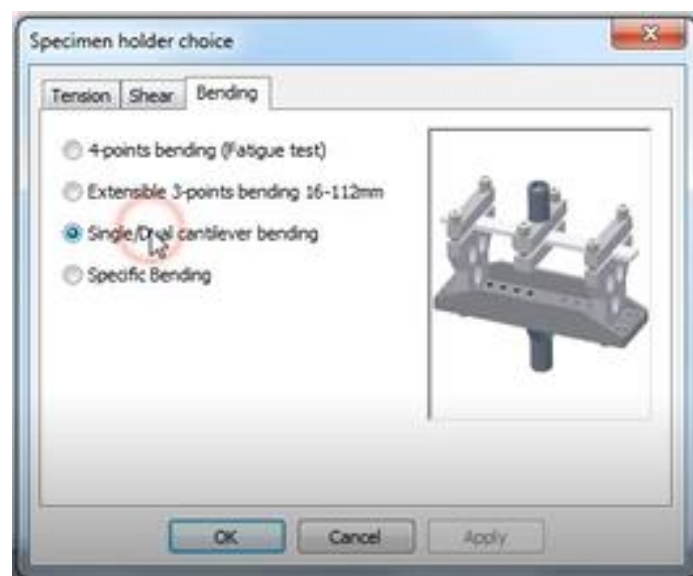 Specimen holder choice
Tension Shear Bending
4-points bending (Fatigue test)
Extensible 3-points bending 16-112mm
Single/Dual cantilever bending
Specific Bending
OK Cancel Apply